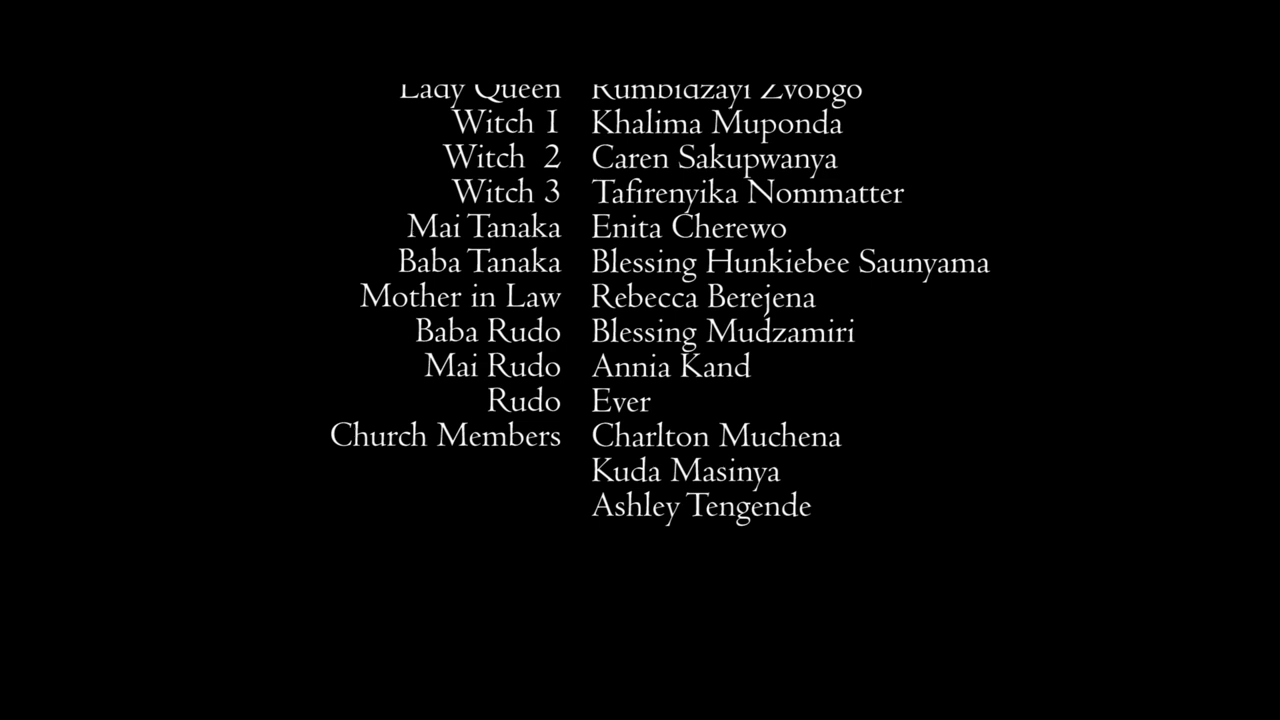 Lady Queen Rumbidzayi Zvobgo
Witch 1 Khalima Muponda
Witch 2 Caren Sakupwanya
Witch 3 Tafirenyika Nommatter
Mai Tanaka Enita Cherewo
Baba Tanaka Blessing Hunkiebee Saunyama
Mother in Law Rebecca Berejena
Baba Rudo Blessing Mudzamiri
Mai Rudo Annia Kand
Rudo Ever
Church Members Charlton Muchena
Kuda Masinya
Ashley Tengende